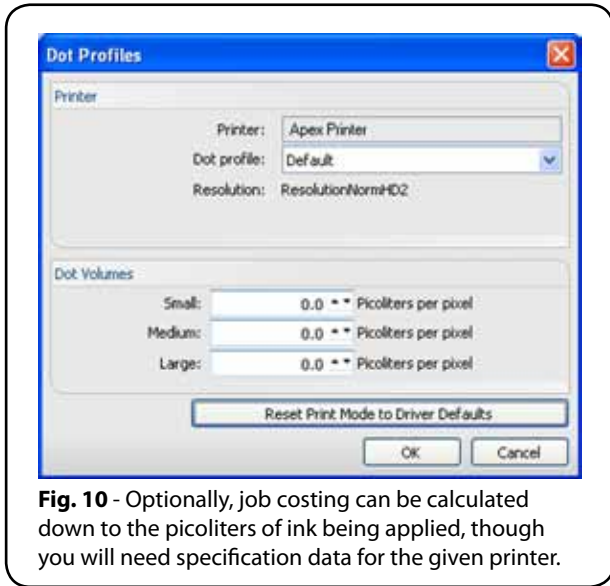 Dot Profiles
Printer
Printer: Apex Printer
Dot profile: Default
Resolution: ResolutionNormHD2
Dot Volumes
Small: 0.0 Picoliters per pixel
Medium: 0.0 Picoliters per pixel
Large: 0.0 Picoliters per pixel
Reset Print Mode to Driver Defaults
OK Cancel
Fig. 10 - Optionally, job costing can be calculated
down to the picoliters of ink being applied, though
you will need specification data for the given printer.